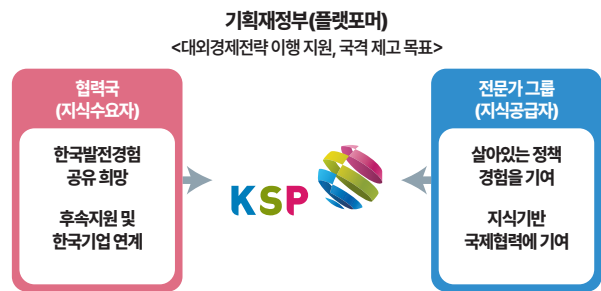 기획재정부(플랫포머)
<대외경제전략 이행 지원, 국격 제고 목표>
협력국
(지식수요자)
한국발전경험
공유 희망
후속지원 및
한국기업 연계
KSP
전문가 그룹
(지식공급자)
살아있는 정책
경험을 기여
지식기반
국제협력에 기여